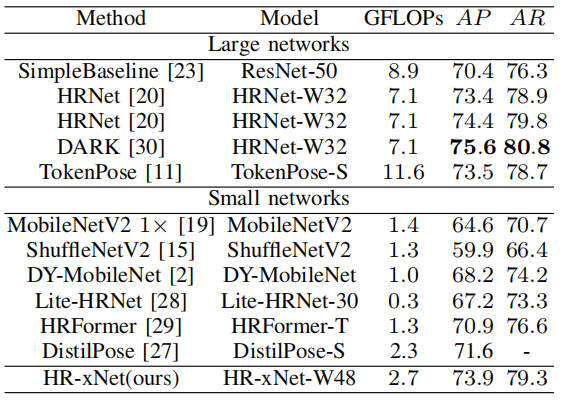 Method Model GFLOPs AP AR
Large networks
SimpleBaseline [23] ResNet-50 8.9 70.4 76.3
HRNet [20] HRNet-W32 7.1 73.4 78.9
HRNet [20] HRNet-W32 7.1 74.4 79.8
DARK [30] HRNet-W32 7.1 75.6 80.8
TokenPose [11] TokenPose-S 11.6 73.5 78.7
Small networks
MobileNetV2 1× [19] MobileNetV2 1.4 64.6 70.7
ShuffleNetV2 [15] ShuffleNetV2 1.3 59.9 66.4
DY-MobileNet [2] DY-MobileNet 1.0 68.2 74.2
Lite-HRNet [28] Lite-HRNet-30 0.3 67.2 73.3
HRFormer [29] HRFormer-T 1.3 70.9 76.6
DistilPose [27] DistilPose-S 2.3 71.6 -
HR-xNet(ours) HR-xNet-W48 2.7 73.9 79.3